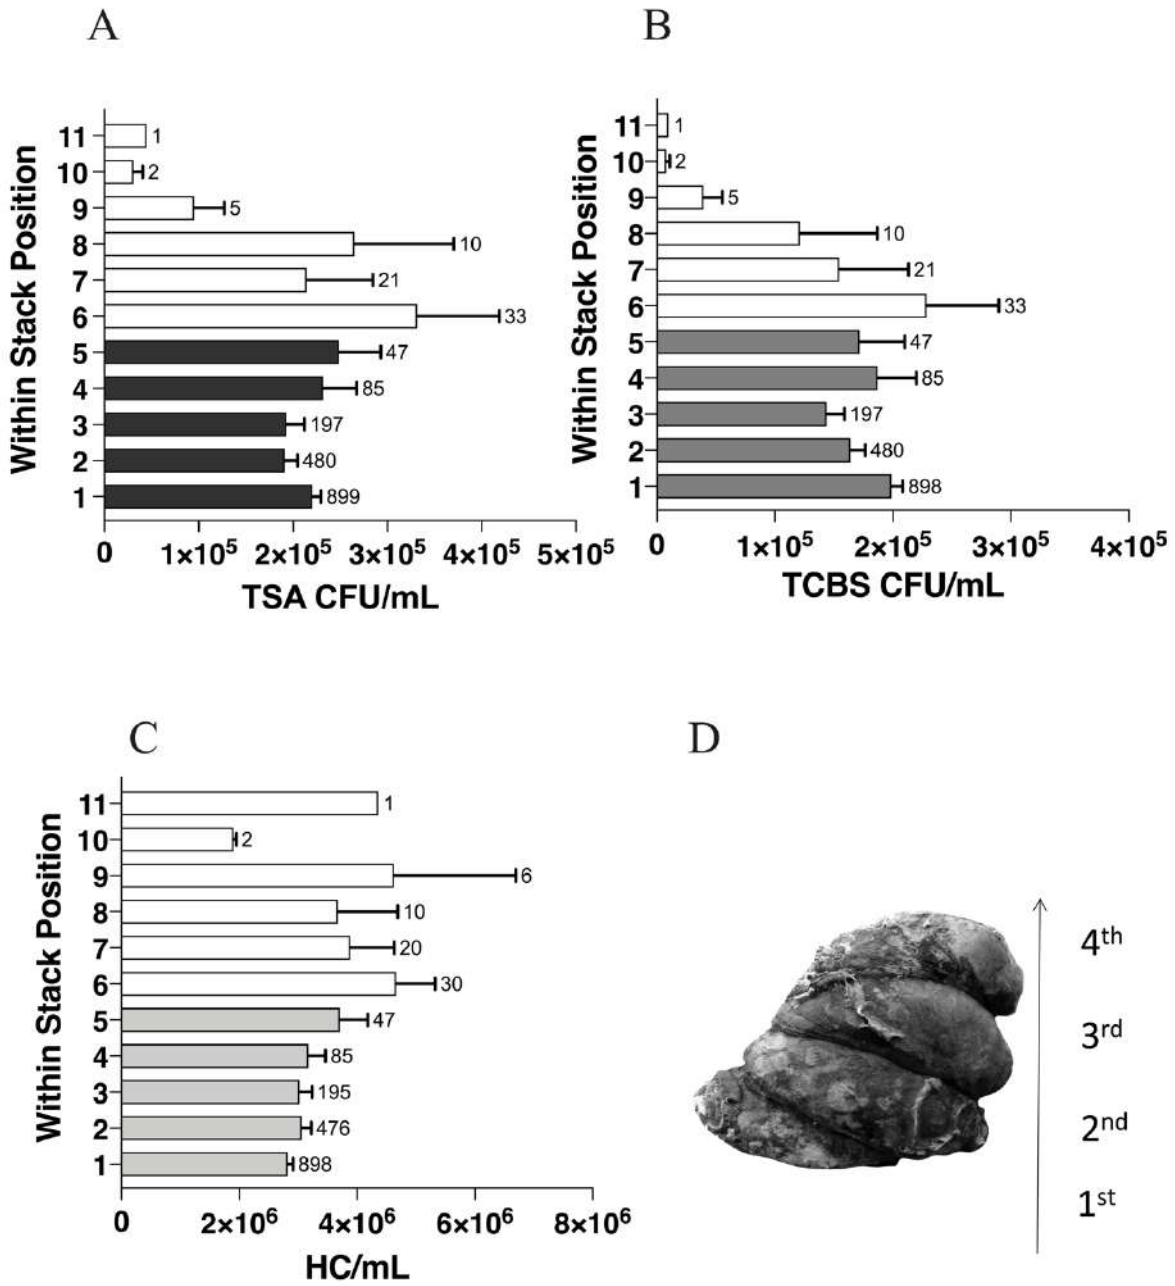 A
Within Stack Position
11 1
10 2
9 5
8 10
7 21
6 33
5 47
4 85
3 197
2 480
1 899
0 1×10⁵ 2×10⁵ 3×10⁵ 4×10⁵ 5×10⁵
TSA CFU/mL
B
Within Stack Position
11 1
10 2
9 5
8 10
7 21
6 33
5 47
4 85
3 197
2 480
1 898
0 1×10⁵ 2×10⁵ 3×10⁵ 4×10⁵
TCBS CFU/mL
C
Within Stack Position
11 1
10 2
9 6
8 10
7 20
6 30
5 47
4 85
3 195
2 476
1 898
0 2×10⁶ 4×10⁶ 6×10⁶ 8×10⁶
HC/mL
D
4th
3rd
2nd
1st